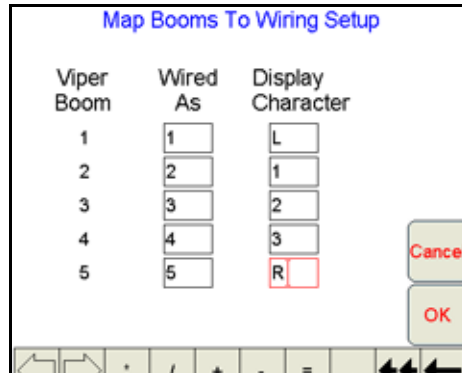 Map Booms To Wiring Setup
Viper Boom Wired As Display Character
1 1 L
2 2 1
3 3 2
4 4 3
5 5 R
Cance
OK
* / + - =